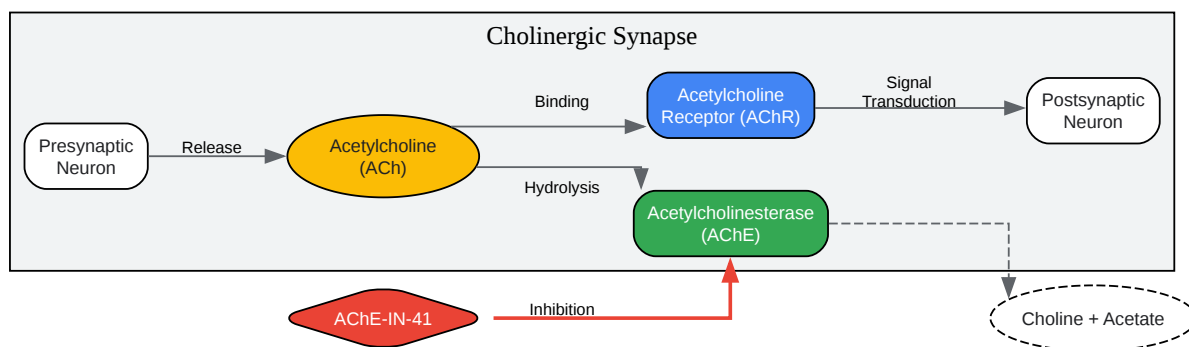 Cholinergic Synapse
Presynaptic
Neuron
Release
Acetylcholine
(ACh)
Binding
Acetylcholine
Receptor (AChR)
Signal
Transduction
Postsynaptic
Neuron
Hydrolysis
Acetylcholinesterase
(AChE)
AChE-IN-41
Inhibition
Choline + Acetate